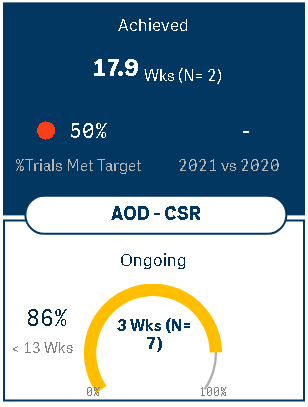 Achieved
17.9 Wks (N= 2)
50% -
%Trials Met Target 2021 vs 2020
AOD - CSR
Ongoing
86%
< 13 Wks
3 Wks (N=
7)
0% 100%